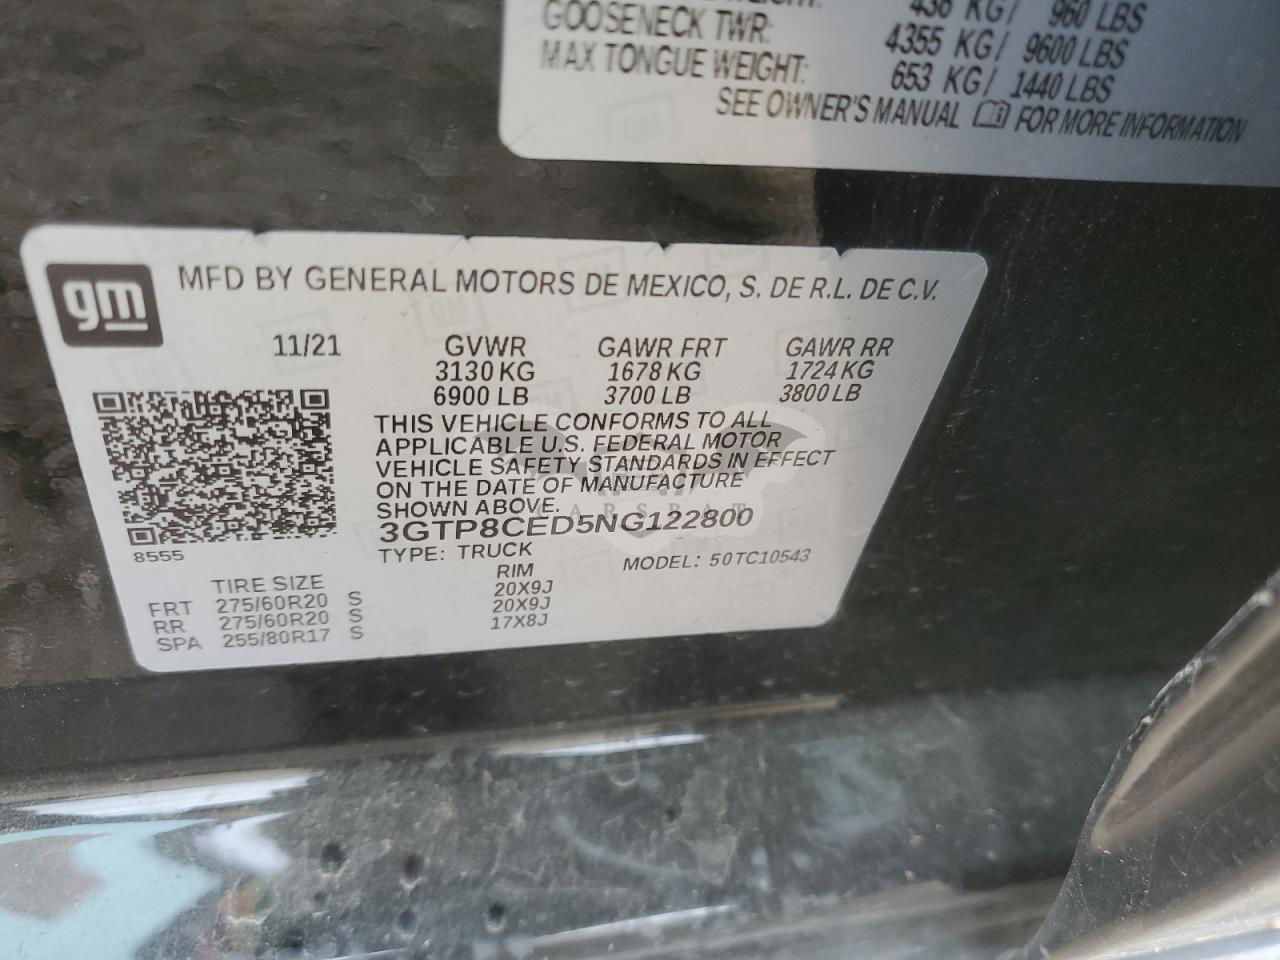 436 KG/ 960 LBS
GOOSENECK TWR: 4355 KG/ 9600 LBS
MAX TONGUE WEIGHT: 653 KG/ 1440 LBS
SEE OWNER'S MANUAL FOR MORE INFORMATION
gm
MFD BY GENERAL MOTORS DE MEXICO, S. DE R.L. DE C.V.
11/21 GVWR GAWR FRT GAWR RR
3130 KG 1678 KG 1724 KG
6900 LB 3700 LB 3800 LB
THIS VEHICLE CONFORMS TO ALL
APPLICABLE U.S. FEDERAL MOTOR
VEHICLE SAFETY STANDARDS IN EFFECT
ON THE DATE OF MANUFACTURE
SHOWN ABOVE.
3GTP8CED5NG122800
8555
TYPE: TRUCK MODEL: 50TC10543
TIRE SIZE RIM
FRT 275/60R20 S 20X9J
RR 275/60R20 S 20X9J
SPA 255/80R17 S 17X8J